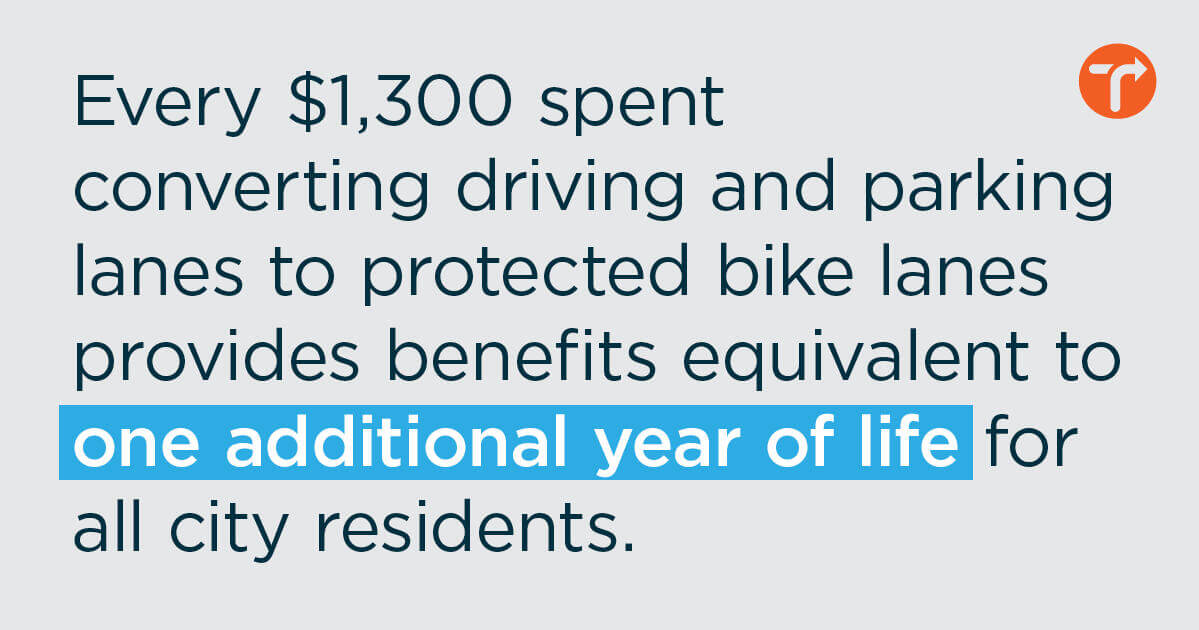 Every $1,300 spent
converting driving and parking
lanes to protected bike lanes
provides benefits equivalent to
one additional year of life for
all city residents.